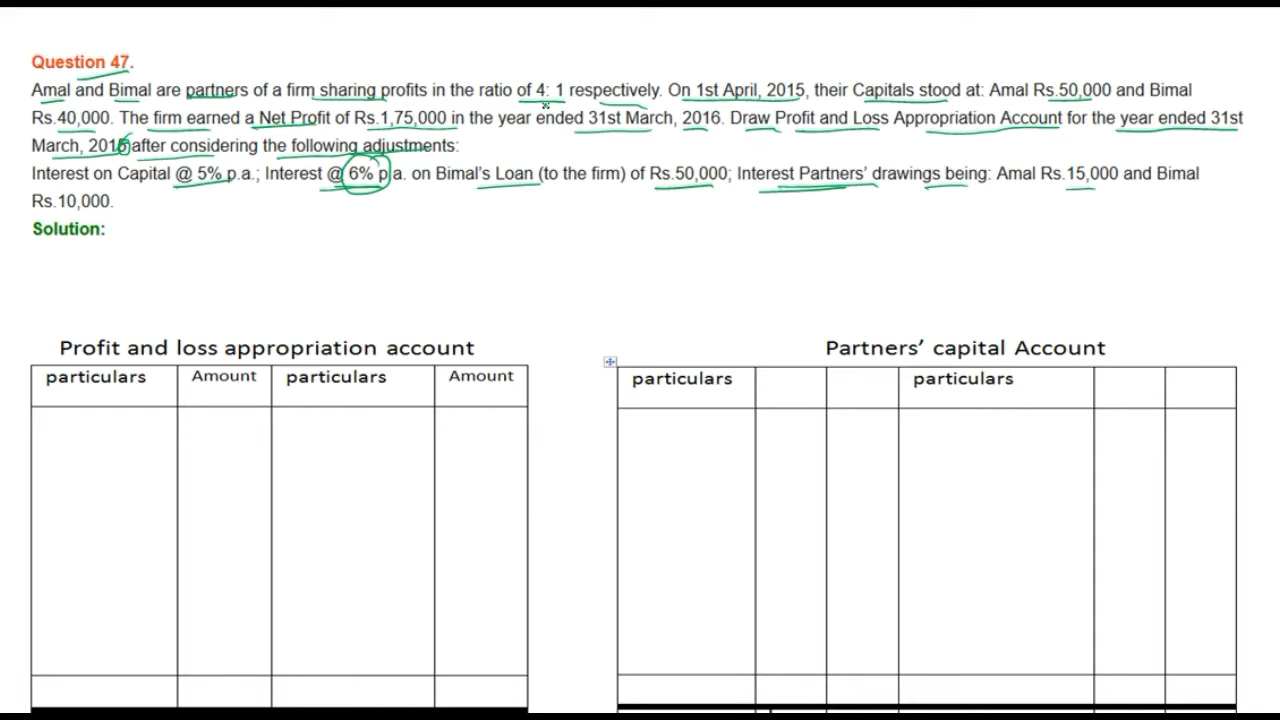 Question 47.
Amal and Bimal are partners of a firm sharing profits in the ratio of 4: 1 respectively. On 1st April, 2015, their Capitals stood at: Amal Rs.50,000 and Bimal
Rs.40,000. The firm earned a Net Profit of Rs.1,75,000 in the year ended 31st March, 2016. Draw Profit and Loss Appropriation Account for the year ended 31st
March, 2016 after considering the following adjustments:
Interest on Capital @ 5% p.a.; Interest @ 6% p.a. on Bimal's Loan (to the firm) of Rs.50,000; Interest Partners' drawings being: Amal Rs.15,000 and Bimal
Rs.10,000.
Solution:
Profit and loss appropriation account
particulars Amount particulars Amount
Partners' capital Account
particulars particulars